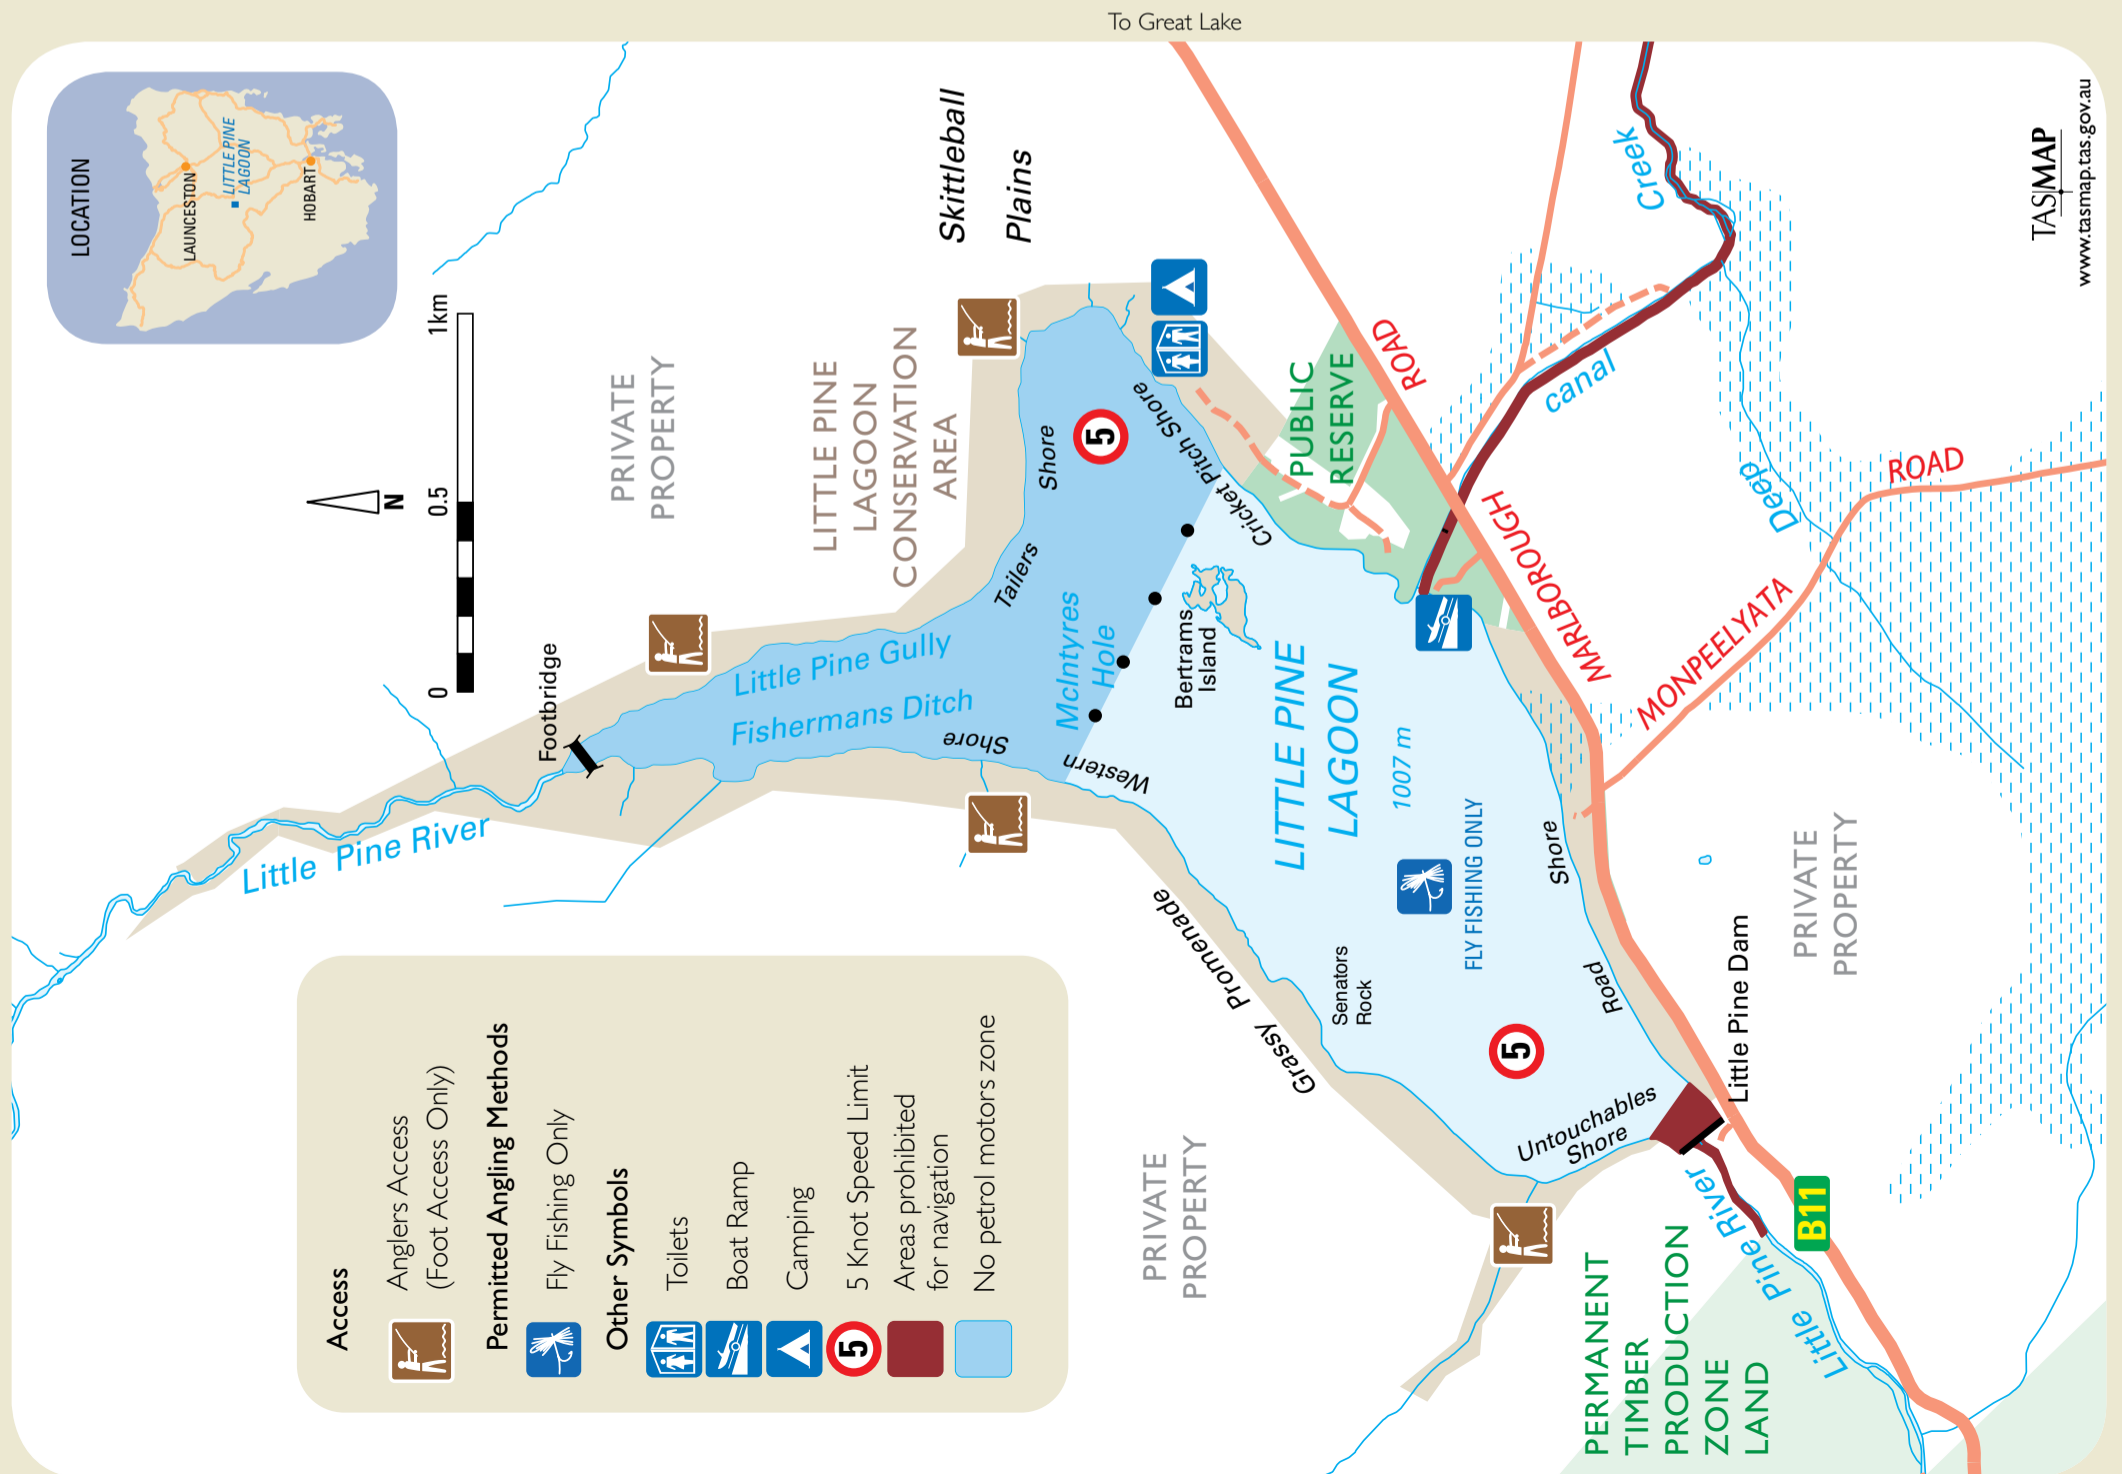 To Great Lake
LOCATION
LAUNCESTON
LITTLE PINE
LAGOON
HOBART
0
0.5
1km
N
Access
Anglers Access
(Foot Access Only)
Permitted Angling Methods
Fly Fishing Only
Other Symbols
Toilets
Boat Ramp
Camping
5
5 Knot Speed Limit
Areas prohibited
for navigation
No petrol motors zone
Little Pine River
Footbridge
PRIVATE
PROPERTY
LITTLE PINE
LAGOON
CONSERVATION
AREA
Skittleball
Plains
Little Pine Gully
Fishermans Ditch
Tailers Shore
Western Shore
McIntyres
Hole
5
Cricket Pitch Shore
Bertrams
Island
PUBLIC
RESERVE
LITTLE PINE
LAGOON
1007 m
FLY FISHING ONLY
Grassy Promenade
Senators
Rock
5
Road Shore
Untouchables
Shore
Little Pine Dam
MARLBOROUGH ROAD
MONPEELYATA ROAD
canal
Deep Creek
PRIVATE
PROPERTY
PRIVATE
PROPERTY
B11
Little Pine River
PERMANENT
TIMBER
PRODUCTION
ZONE
LAND
TASMAP
www.tasmap.tas.gov.au